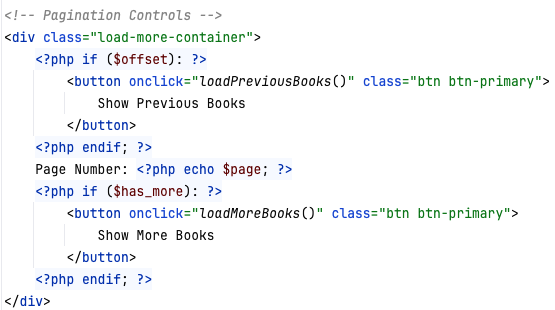 <!-- Pagination Controls -->
<div class="load-more-container">
    <?php if ($offset): ?>
        <button onclick="loadPreviousBooks()" class="btn btn-primary">
            Show Previous Books
        </button>
    <?php endif; ?>
    Page Number: <?php echo $page; ?>
    <?php if ($has_more): ?>
        <button onclick="loadMoreBooks()" class="btn btn-primary">
            Show More Books
        </button>
    <?php endif; ?>
</div>